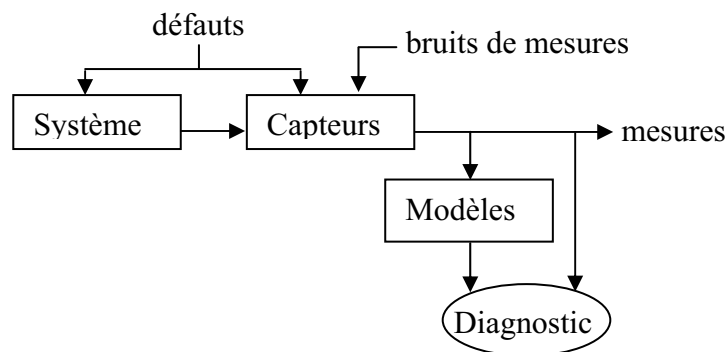 défauts
bruits de mesures
Système
Capteurs
mesures
Modèles
Diagnostic